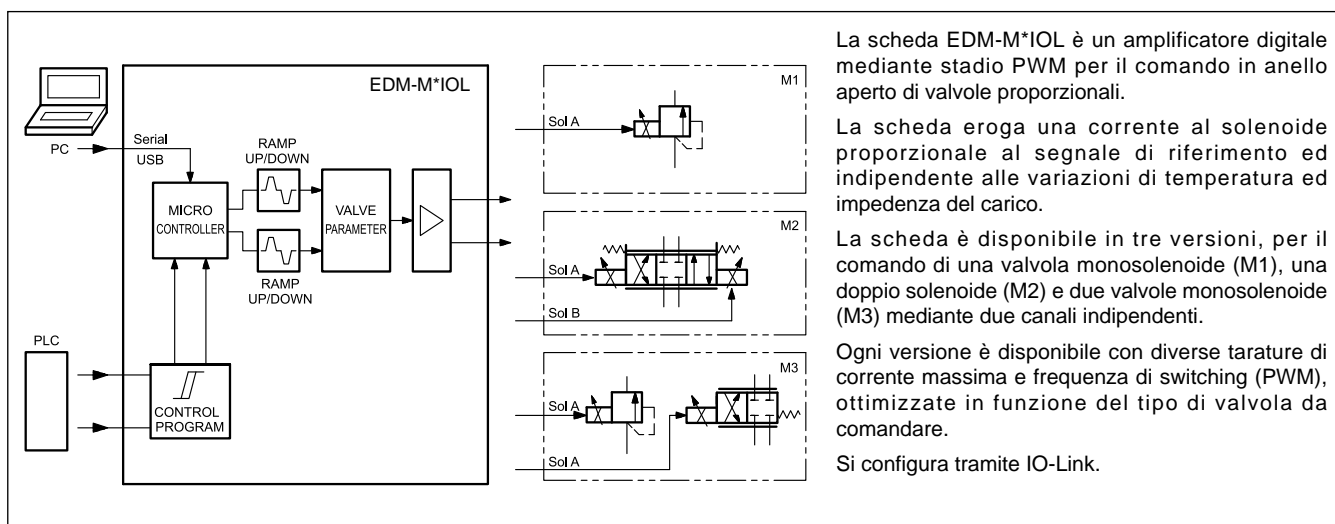 EDM-M*IOL
PC
Serial
USB
RAMP
UP/DOWN
MICRO
CONTROLLER
VALVE
PARAMETER
RAMP
UP/DOWN
PLC
CONTROL
PROGRAM
M1
Sol A
M2
Sol A
Sol B
M3
Sol A
Sol A
La scheda EDM-M*IOL è un amplificatore digitale
mediante stadio PWM per il comando in anello
aperto di valvole proporzionali.
La scheda eroga una corrente al solenoide
proporzionale al segnale di riferimento ed
indipendente alle variazioni di temperatura ed
impedenza del carico.
La scheda è disponibile in tre versioni, per il
comando di una valvola monosolenoide (M1), una
doppio solenoide (M2) e due valvole monosolenoide
(M3) mediante due canali indipendenti.
Ogni versione è disponibile con diverse tarature di
corrente massima e frequenza di switching (PWM),
ottimizzate in funzione del tipo di valvola da
comandare.
Si configura tramite IO-Link.